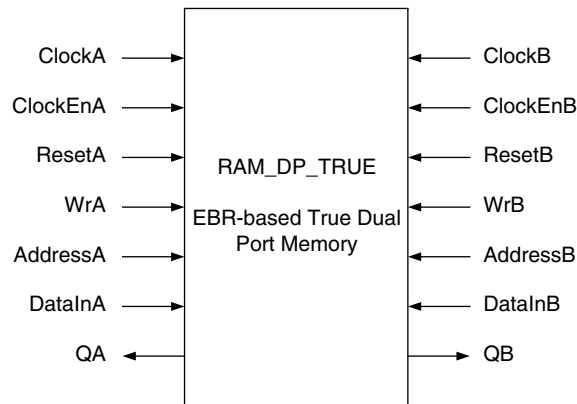 ClockA
ClockEnA
ResetA
WrA
AddressA
DataInA
QA
RAM_DP_TRUE
EBR-based True Dual
Port Memory
ClockB
ClockEnB
ResetB
WrB
AddressB
DataInB
QB